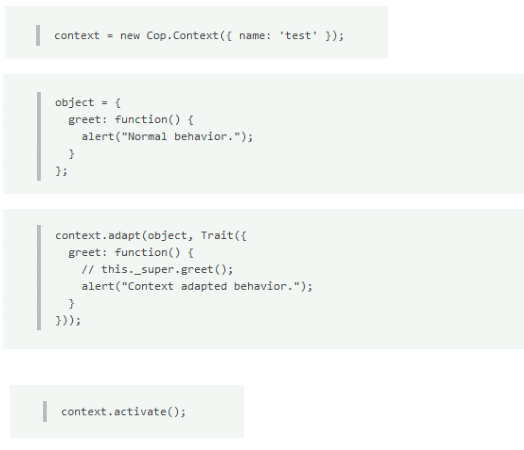 context = new Cop.Context({ name: 'test' });
object = {
  greet: function() {
    alert("Normal behavior.");
  }
};
context.adapt(object, Trait({
  greet: function() {
    // this._super.greet();
    alert("Context adapted behavior.");
  }
}));
context.activate();